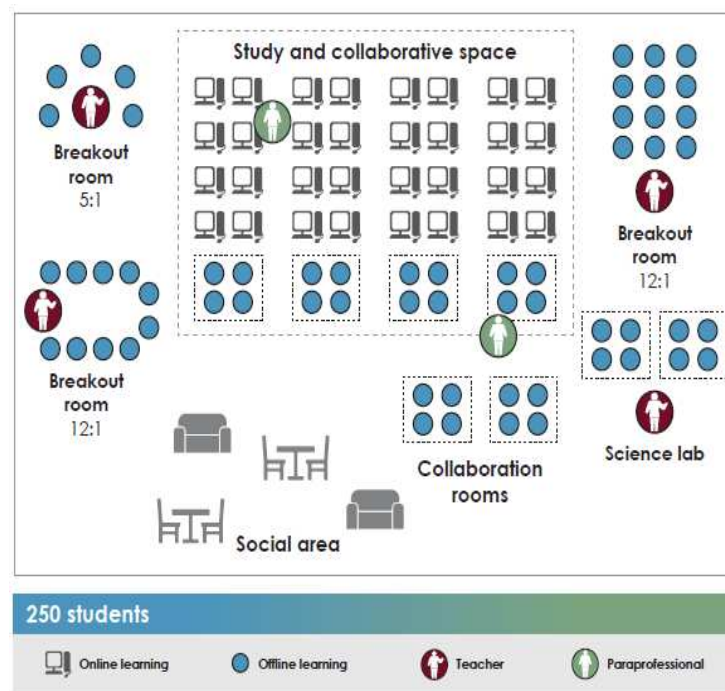 Study and collaborative space
Breakout
room
5:1
Breakout
room
12:1
Breakout
room
12:1
Science lab
Collaboration
rooms
Social area
250 students
Online learning
Offline learning
Teacher
Paraprofessional